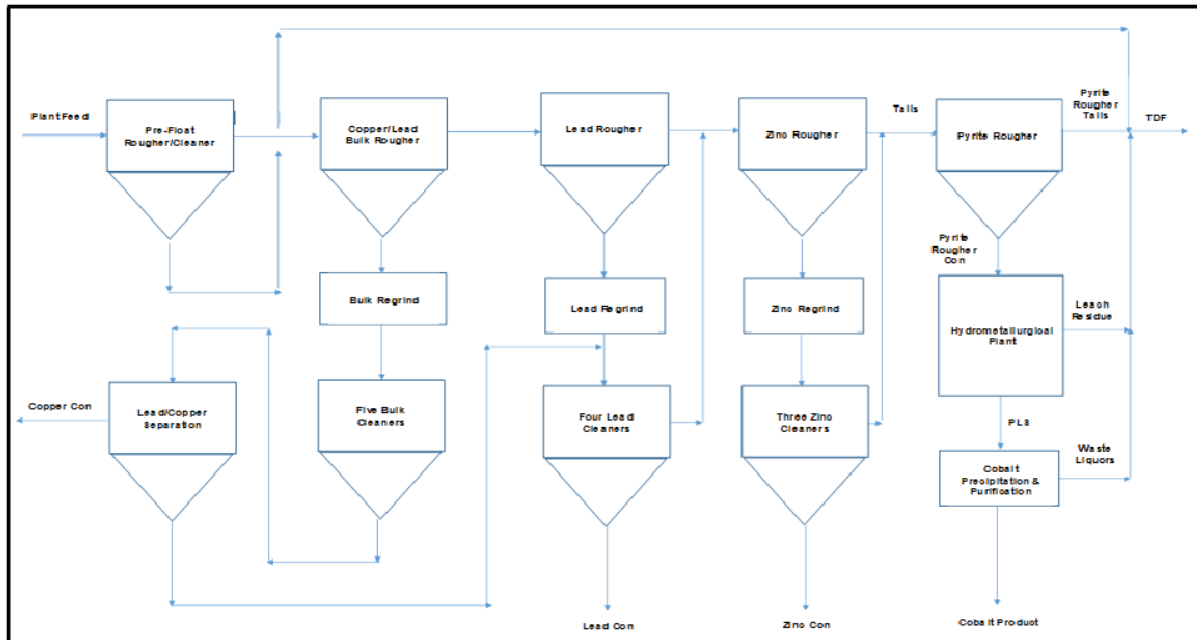 Plant Feed
Pre-Float
Rougher/Cleaner
Copper/Lead
Bulk Rougher
Lead Rougher
Zinc Rougher
Tails
Pyrite Rougher
Pyrite
Rougher
Tails
TDF
Pyrite
Rougher
Con
Bulk Regrind
Lead Regrind
Zinc Regrind
Hydrometallurgical
Plant
Leach
Residue
Copper Con
Lead/Copper
Separation
Five Bulk
Cleaners
Four Lead
Cleaners
Three Zinc
Cleaners
PLS
Waste
Liquors
Cobalt
Precipitation &
Purification
Lead Con
Zinc Con
Cobalt Product